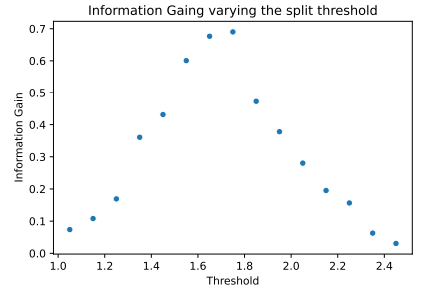 Information Gaing varying the split threshold
0.7
0.6
0.5
0.4
0.3
0.2
0.1
0.0
Information Gain
1.0 1.2 1.4 1.6 1.8 2.0 2.2 2.4
Threshold